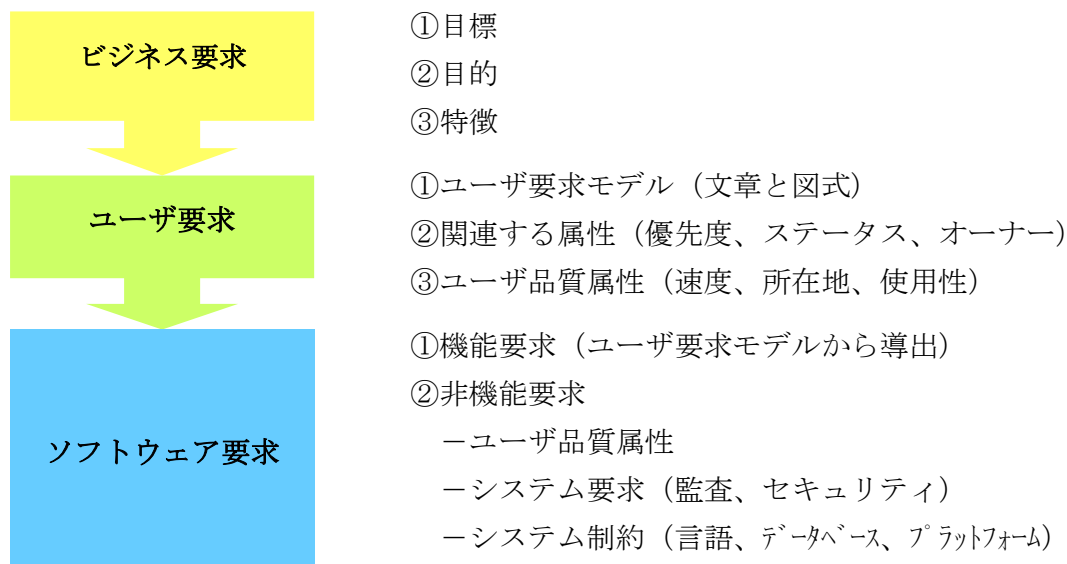 ビジネス要求
①目標
②目的
③特徴
ユーザ要求
①ユーザ要求モデル（文章と図式）
②関連する属性（優先度、ステータス、オーナー）
③ユーザ品質属性（速度、所在地、使用性）
ソフトウェア要求
①機能要求（ユーザ要求モデルから導出）
②非機能要求
－ユーザ品質属性
－システム要求（監査、セキュリティ）
－システム制約（言語、ﾃﾞｰﾀﾍﾞｰｽ、ﾌﾟﾗｯﾄﾌｫｰﾑ）